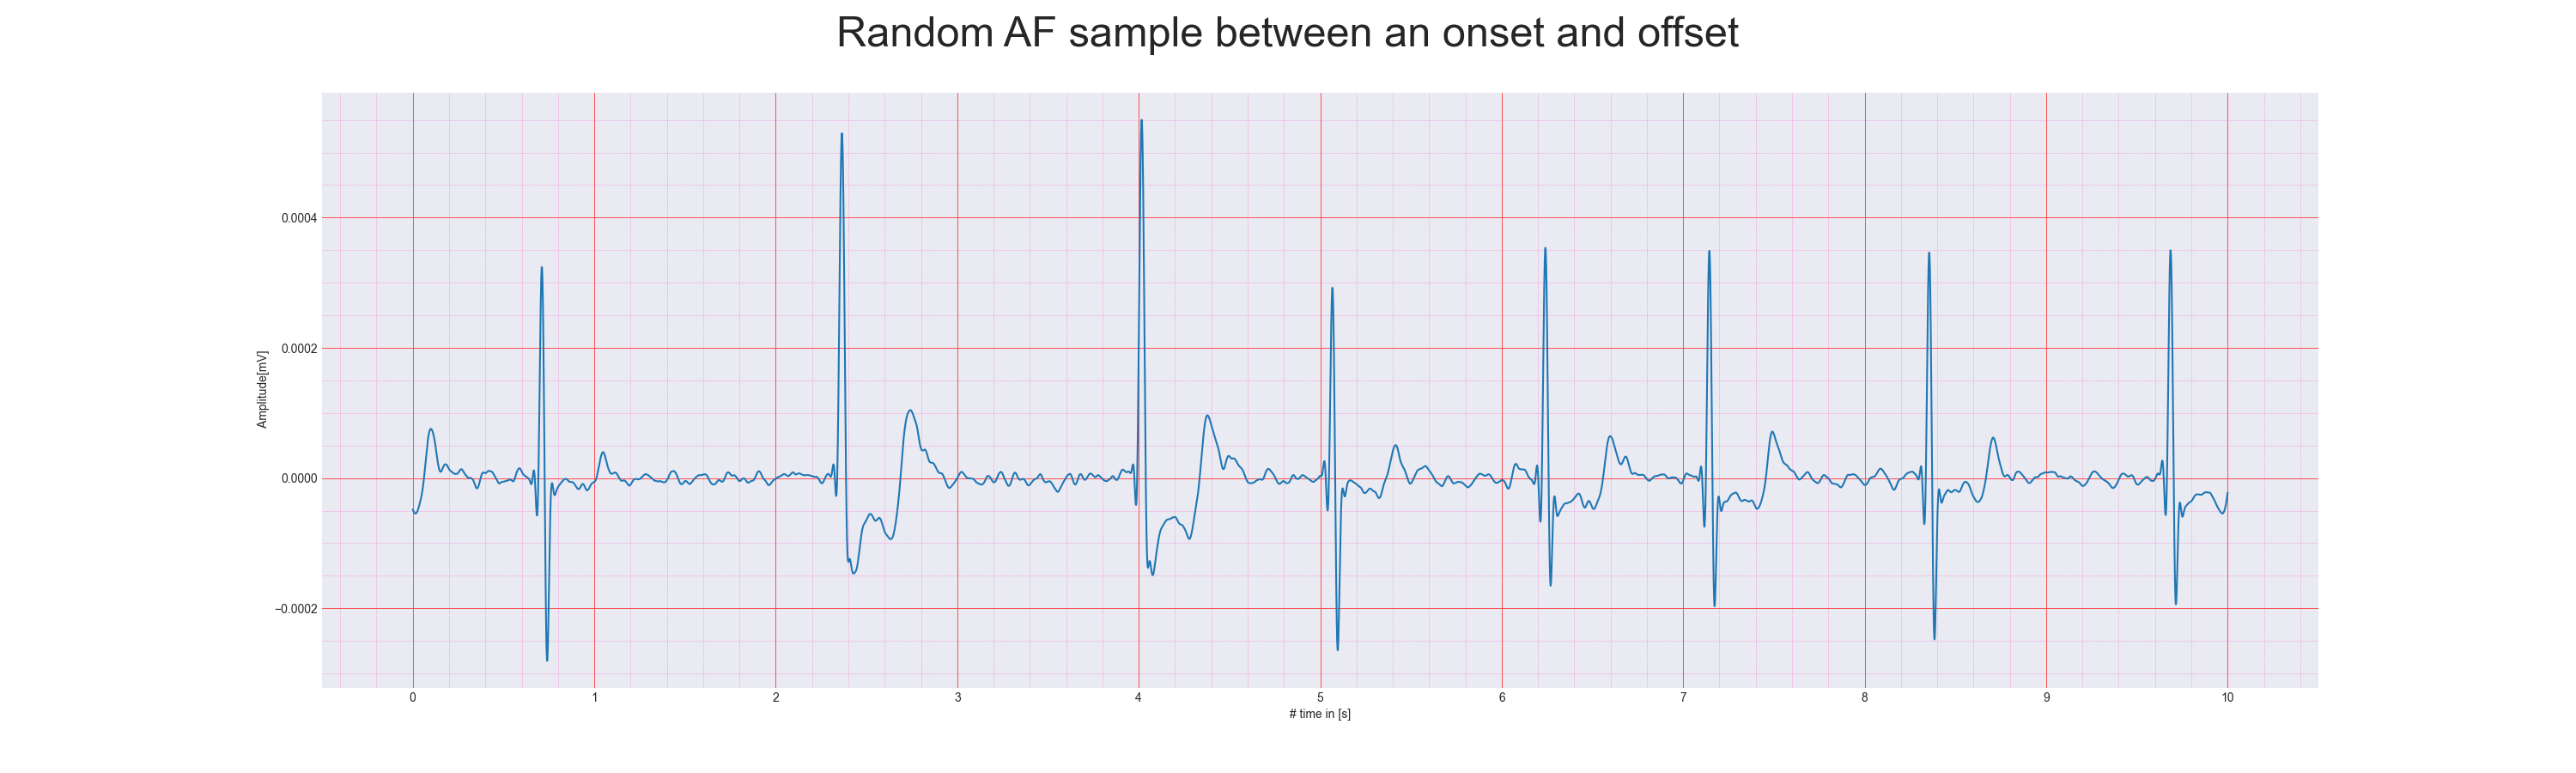 Random AF sample between an onset and offset
0.0004
0.0002
0.0000
−0.0002
Amplitude[mV]
0 1 2 3 4 5 6 7 8 9 10
# time in [s]